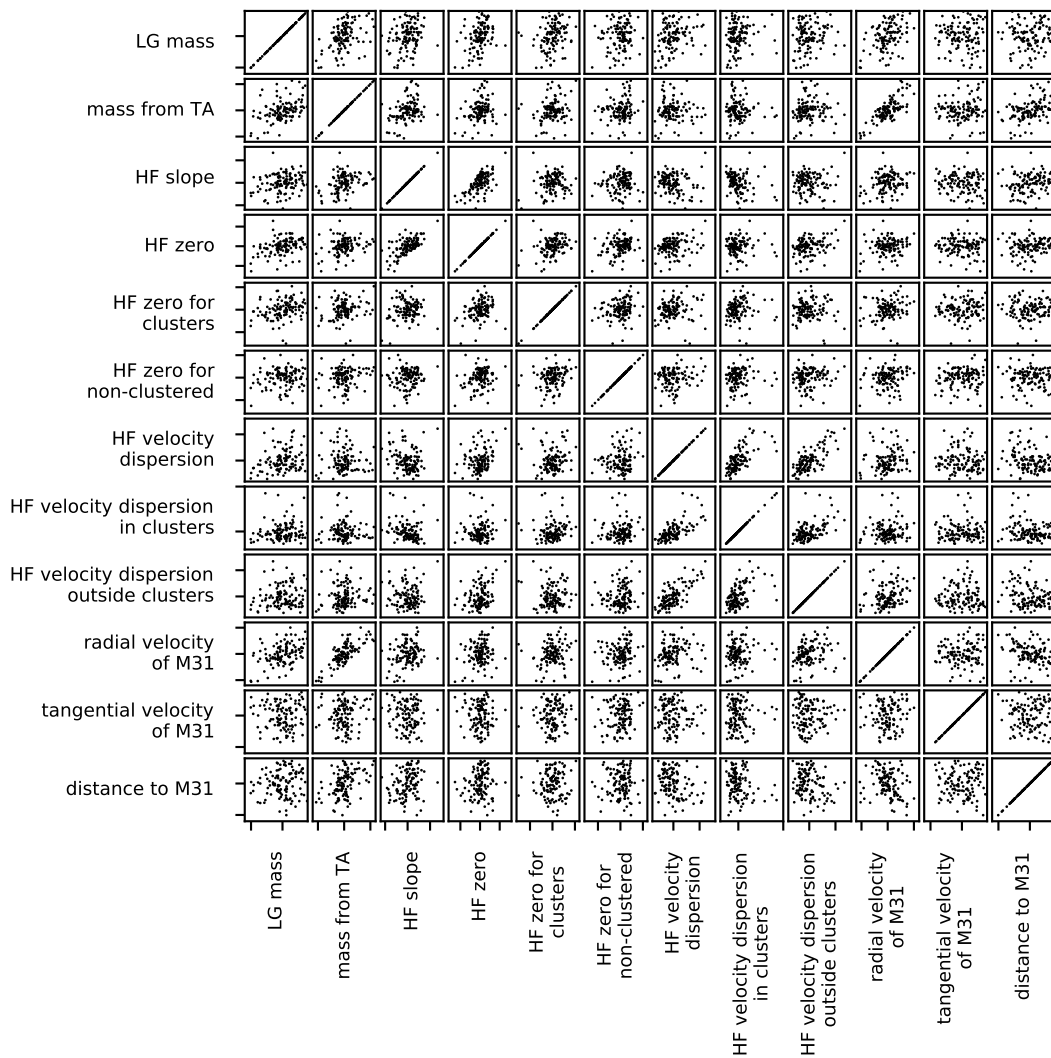 LG mass
mass from TA
HF slope
HF zero
HF zero for
clusters
HF zero for
non-clustered
HF velocity
dispersion
HF velocity dispersion
in clusters
HF velocity dispersion
outside clusters
radial velocity
of M31
tangential velocity
of M31
distance to M31
LG mass
mass from TA
HF slope
HF zero
HF zero for
clusters
HF zero for
non-clustered
HF velocity
dispersion
HF velocity dispersion
in clusters
HF velocity dispersion
outside clusters
radial velocity
of M31
tangential velocity
of M31
distance to M31